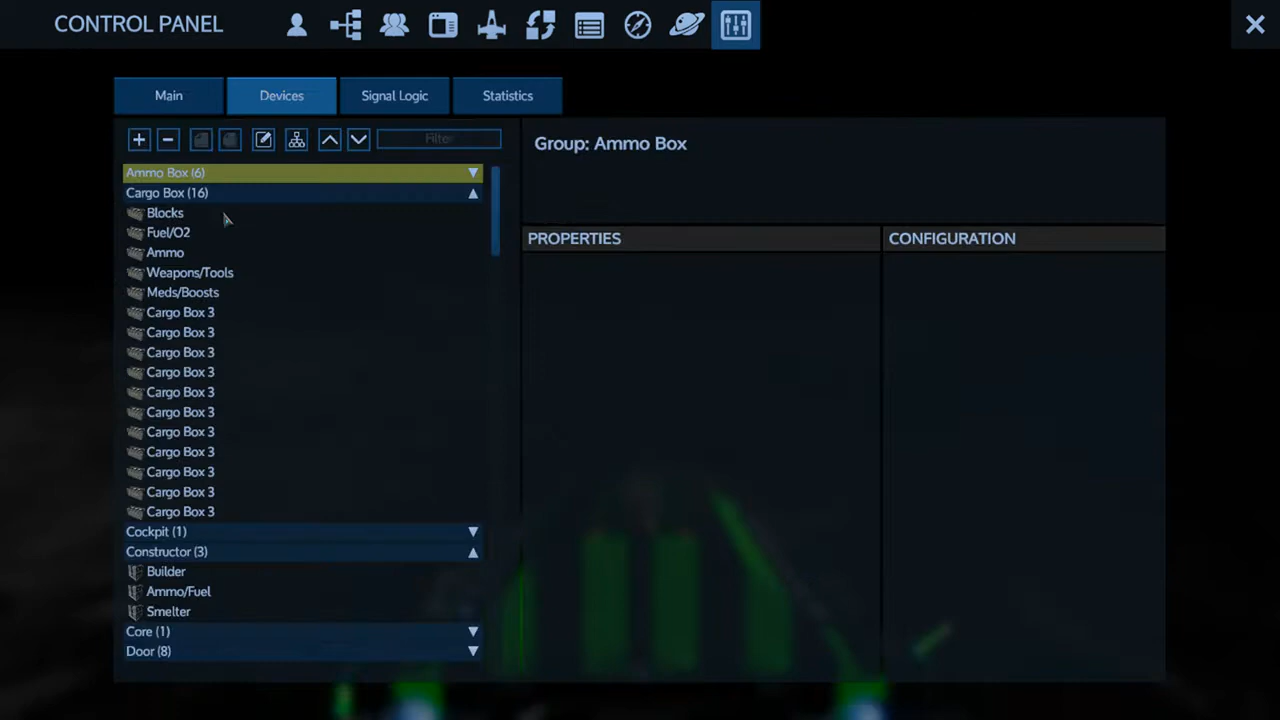 CONTROL PANEL
Main
Devices
Signal Logic
Statistics
Filter
Group: Ammo Box
Ammo Box (6)
Cargo Box (16)
Blocks
Fuel/O2
Ammo
Weapons/Tools
Meds/Boosts
Cargo Box 3
Cargo Box 3
Cargo Box 3
Cargo Box 3
Cargo Box 3
Cargo Box 3
Cargo Box 3
Cargo Box 3
Cargo Box 3
Cargo Box 3
Cargo Box 3
Cockpit (1)
Constructor (3)
Builder
Ammo/Fuel
Smelter
Core (1)
Door (8)
PROPERTIES
CONFIGURATION